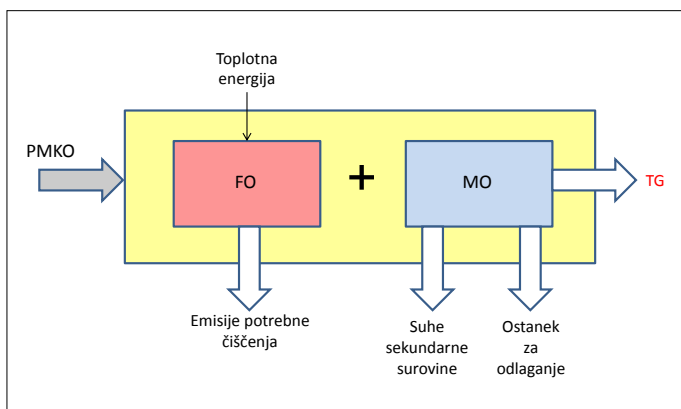 Toplotna
energija
PMKO
FO
+
MO
TG
Emisije potrebne
čiščenja
Suhe
sekundarne
surovine
Ostanek
za
odlaganje